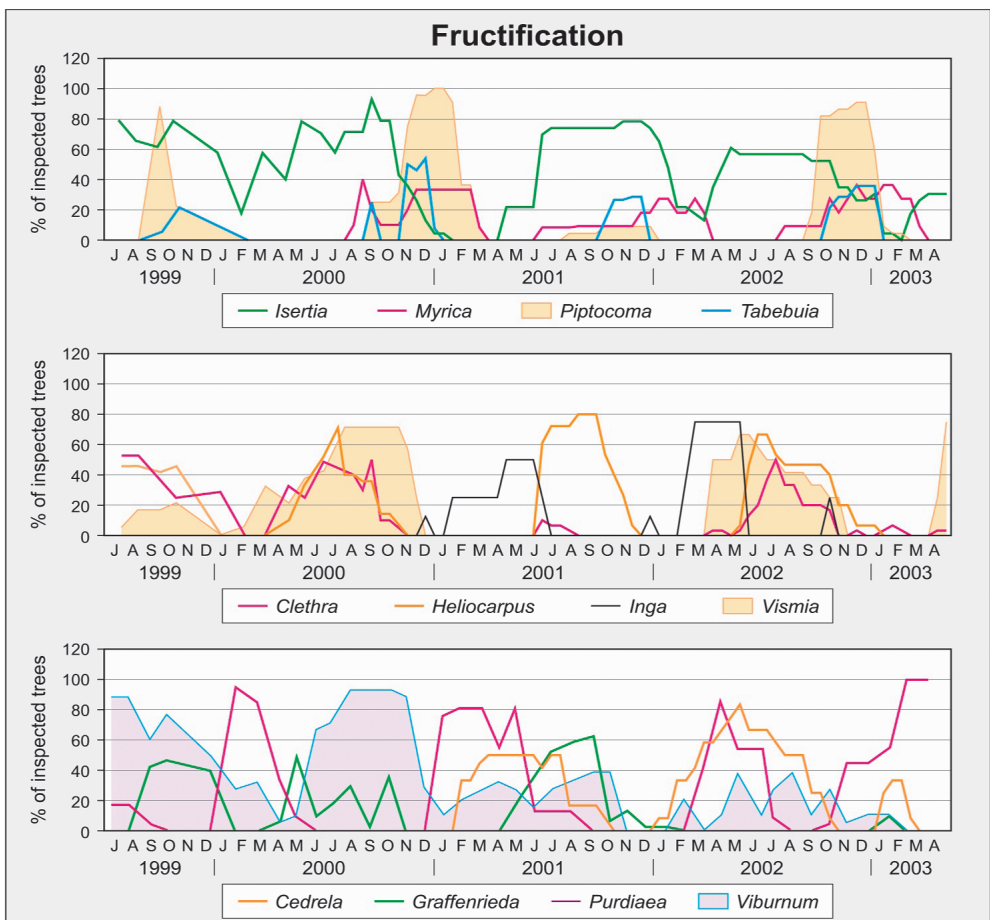 Fructification
% of inspected trees
120
100
80
60
40
20
0
J A S O N D J F M A M J J A S O N D J F M A M J J A S O N D J F M A M J J A S O N D J F M A
1999 2000 2001 2002 2003
Isertia Myrica Piptocoma Tabebuia
% of inspected trees
120
100
80
60
40
20
0
J A S O N D J F M A M J J A S O N D J F M A M J J A S O N D J F M A M J J A S O N D J F M A
1999 2000 2001 2002 2003
Clethra Heliocarpus Inga Vismia
% of inspected trees
120
100
80
60
40
20
0
J A S O N D J F M A M J J A S O N D J F M A M J J A S O N D J F M A M J J A S O N D J F M A
1999 2000 2001 2002 2003
Cedrela Graffenrieda Purdiaea Viburnum